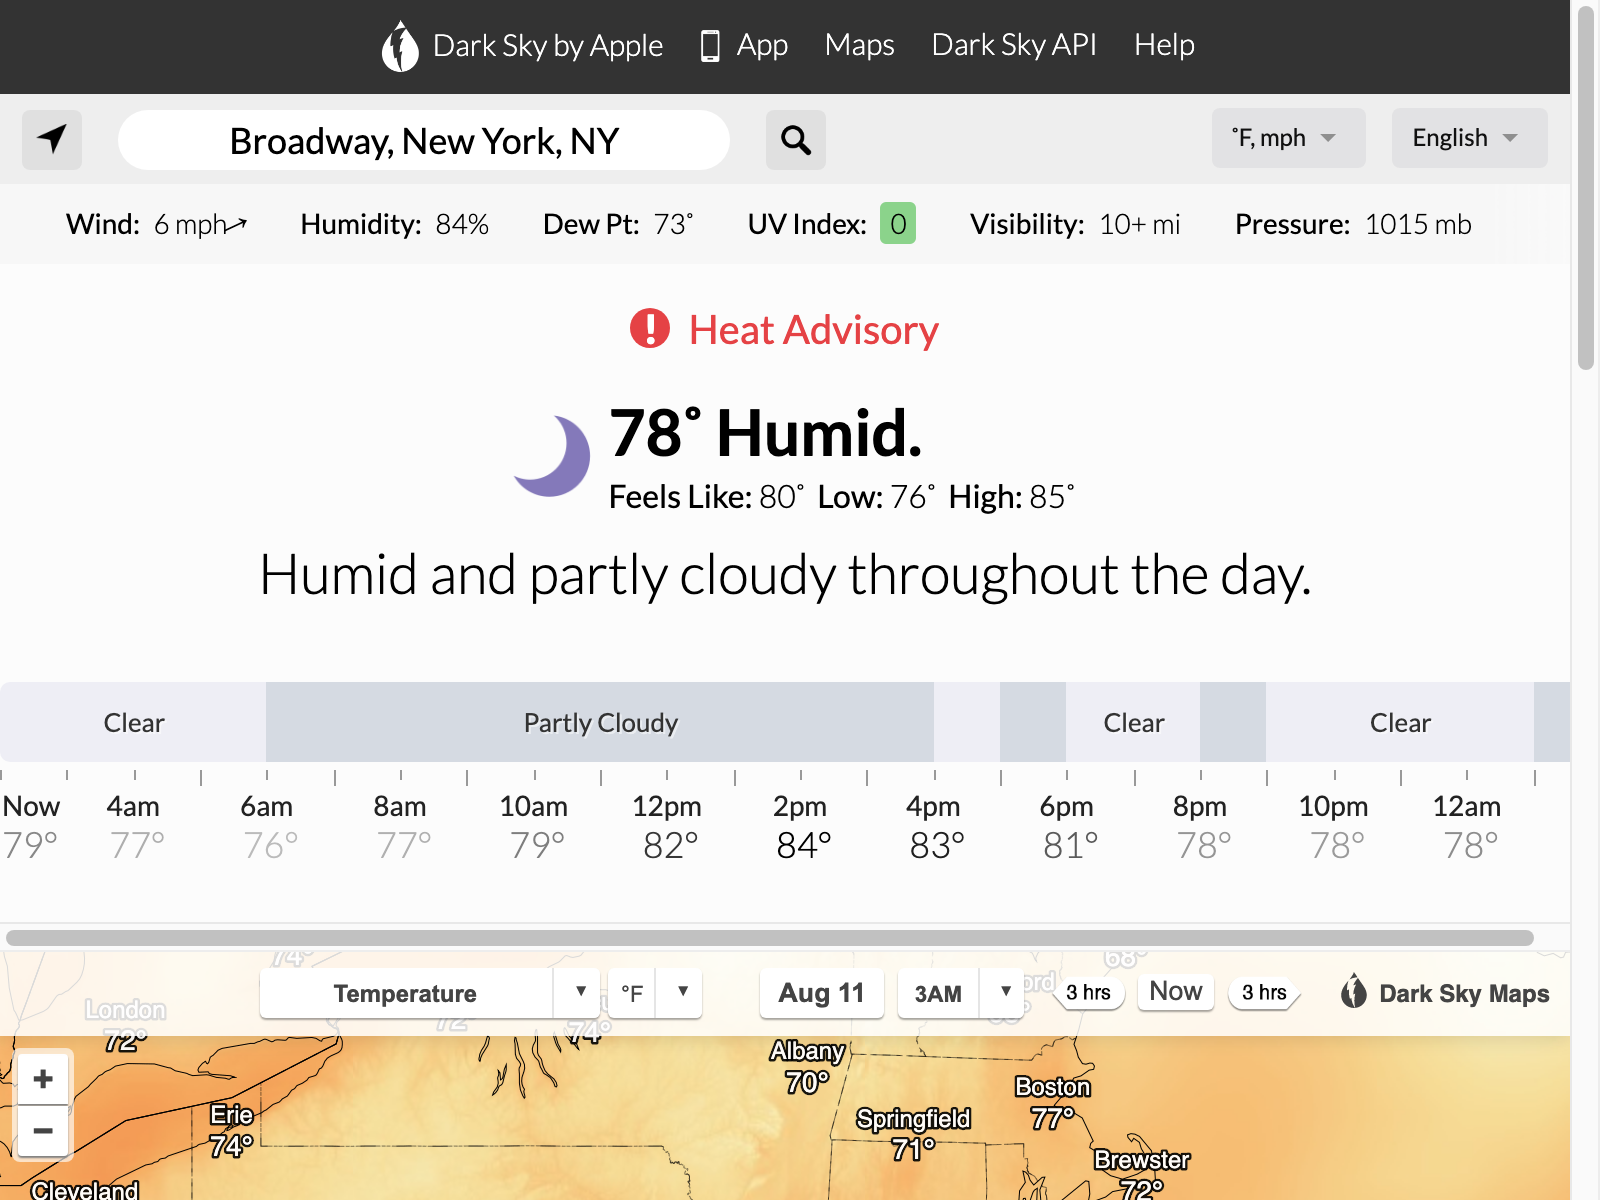 Dark Sky by Apple App Maps Dark Sky API Help
Broadway, New York, NY
˚F, mph English
Wind: 6 mph Humidity: 84% Dew Pt: 73˚ UV Index: 0 Visibility: 10+ mi Pressure: 1015 mb
Heat Advisory
78˚ Humid.
Feels Like: 80˚ Low: 76˚ High: 85˚
Humid and partly cloudy throughout the day.
Clear Partly Cloudy Clear Clear
Now 4am 6am 8am 10am 12pm 2pm 4pm 6pm 8pm 10pm 12am
79° 77° 76° 77° 79° 82° 84° 83° 81° 78° 78° 78°
74° 68°
Temperature °F Aug 11 3AM 3 hrs Now 3 hrs Dark Sky Maps
London
72°
72°
74°
Albany
70°
Boston
77°
Erie
74°
Springfield
71°
Brewster
72°
Cleveland
+
−